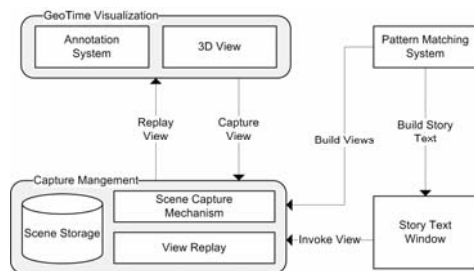 GeoTime Visualization
Annotation
System
3D View
Pattern Matching
System
Replay
View
Capture
View
Build Views
Build Story
Text
Capture Mangement
Scene Storage
Scene Capture
Mechanism
View Replay
Invoke View
Story Text
Window